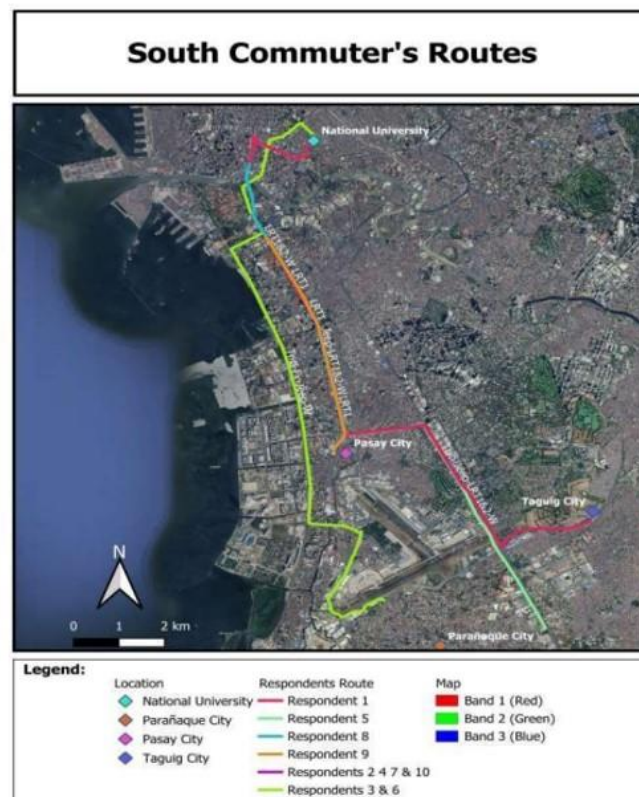 South Commuter's Routes
National University
Pasay City
Taguig City
Parañaque City
N
0 1 2 km
Legend:
Location
National University
Parañaque City
Pasay City
Taguig City
Respondents Route
Respondent 1
Respondent 5
Respondent 8
Respondent 9
Respondents 2 4 7 & 10
Respondents 3 & 6
Map
Band 1 (Red)
Band 2 (Green)
Band 3 (Blue)